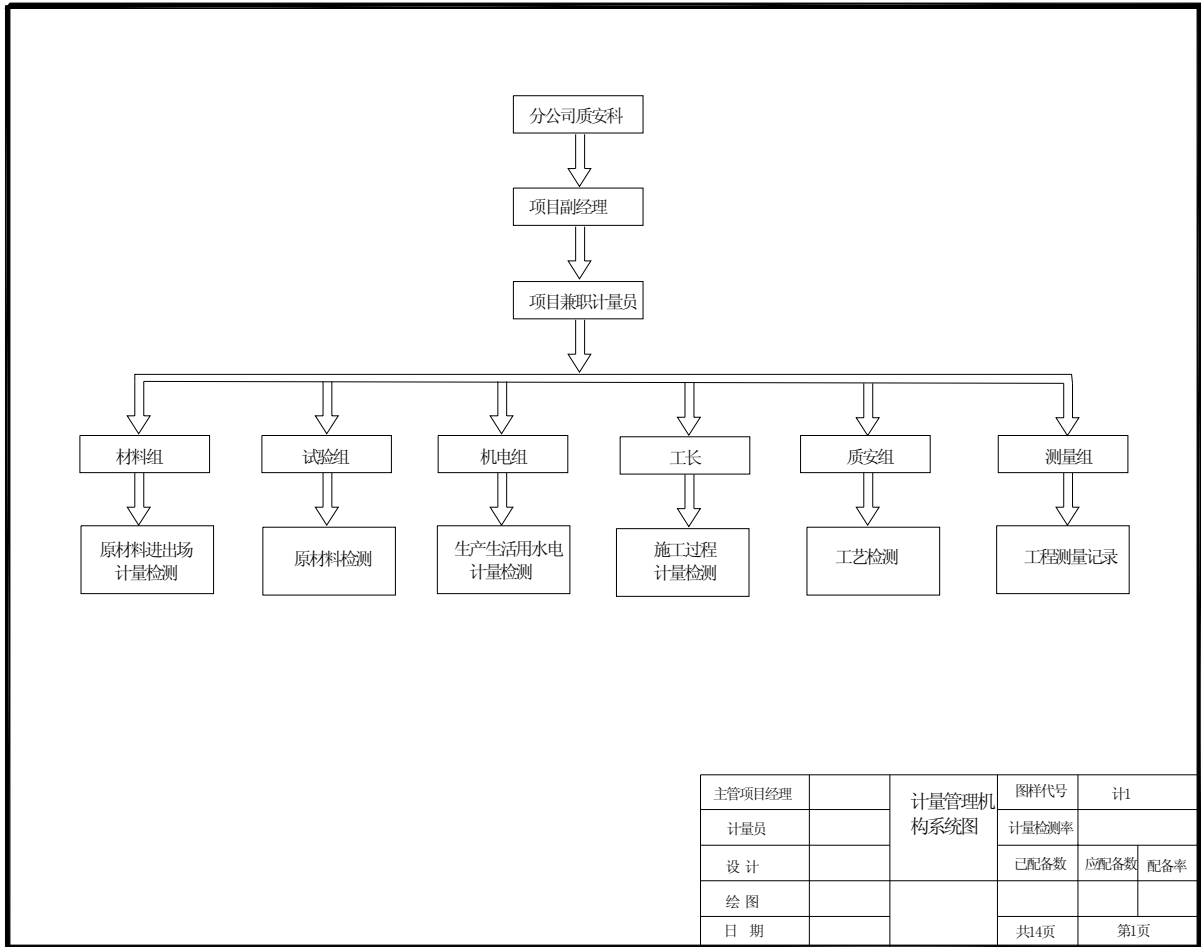 分公司质安科
项目副经理
项目兼职计量员
材料组
试验组
机电组
工长
质安组
测量组
原材料进出场
计量检测
原材料检测
生产生活用水电
计量检测
施工过程
计量检测
工艺检测
工程测量记录
主管项目经理
计量管理机
构系统图
图样代号
计1
计量员
计量检测率
设 计
已配备数
应配备数
配备率
绘 图
日 期
共14页
第1页